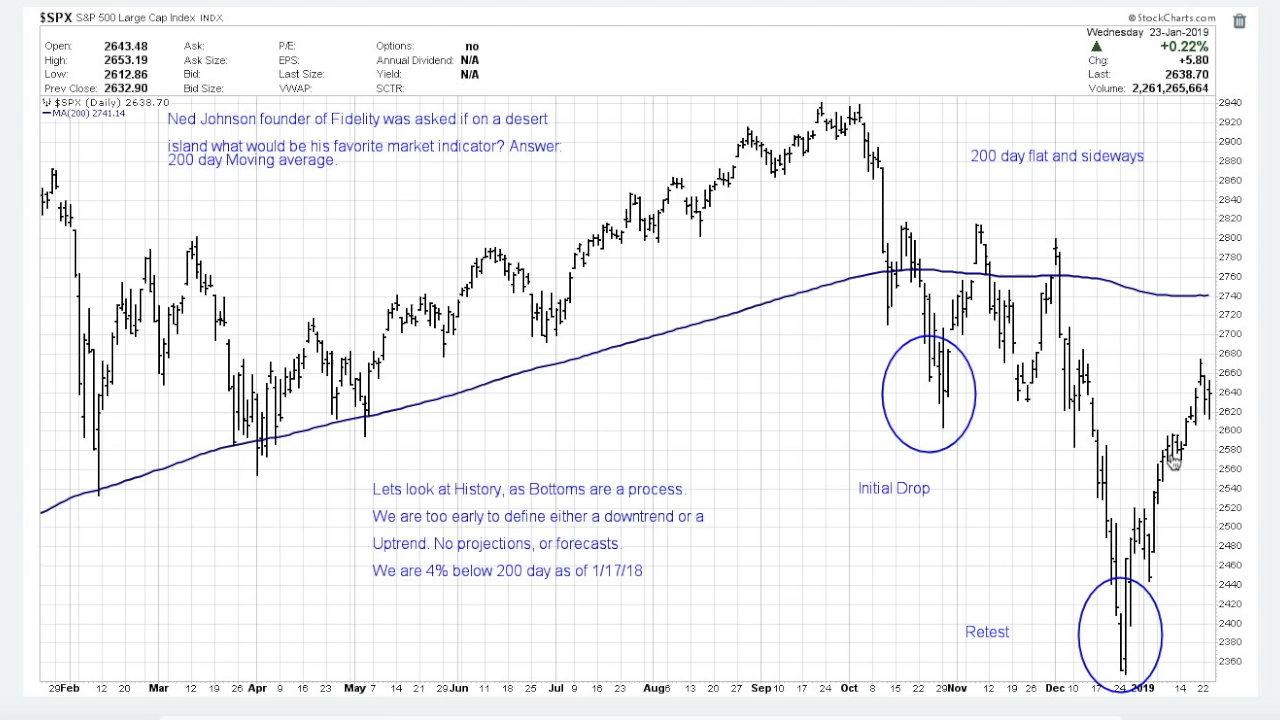 $SPX S&P 500 Large Cap Index INDX
© StockCharts.com
Wednesday 23-Jan-2019
Open: 2643.48 Ask: P/E: Options: no ▲ +0.22%
High: 2653.19 Ask Size: EPS: Annual Dividend: N/A Chg: +5.80
Low: 2612.86 Bid: Last Size: Yield: N/A Last: 2638.70
Prev Close: 2632.90 Bid Size: VWAP: SCTR: Volume: 2,261,265,664
$SPX (Daily) 2638.70
MA(200) 2741.14
Ned Johnson founder of Fidelity was asked if on a desert
island what would be his favorite market indicator? Answer:
200 day Moving average.
200 day flat and sideways
Lets look at History, as Bottoms are a process.
We are too early to define either a downtrend or a
Uptrend. No projections, or forecasts.
We are 4% below 200 day as of 1/17/18
Initial Drop
Retest
2940
2920
2900
2880
2860
2840
2820
2800
2780
2760
2740
2720
2700
2680
2660
2640
2620
2600
2580
2560
2540
2520
2500
2480
2460
2440
2420
2400
2380
2360
29 Feb 12 20 Mar 12 19 26 Apr 9 16 23 May 7 14 21 Jun 11 18 25 Jul 9 16 23 Aug 6 13 20 27 Sep 10 17 24 Oct 8 15 22 29 Nov 12 19 26 Dec 10 17 24 2019 14 22